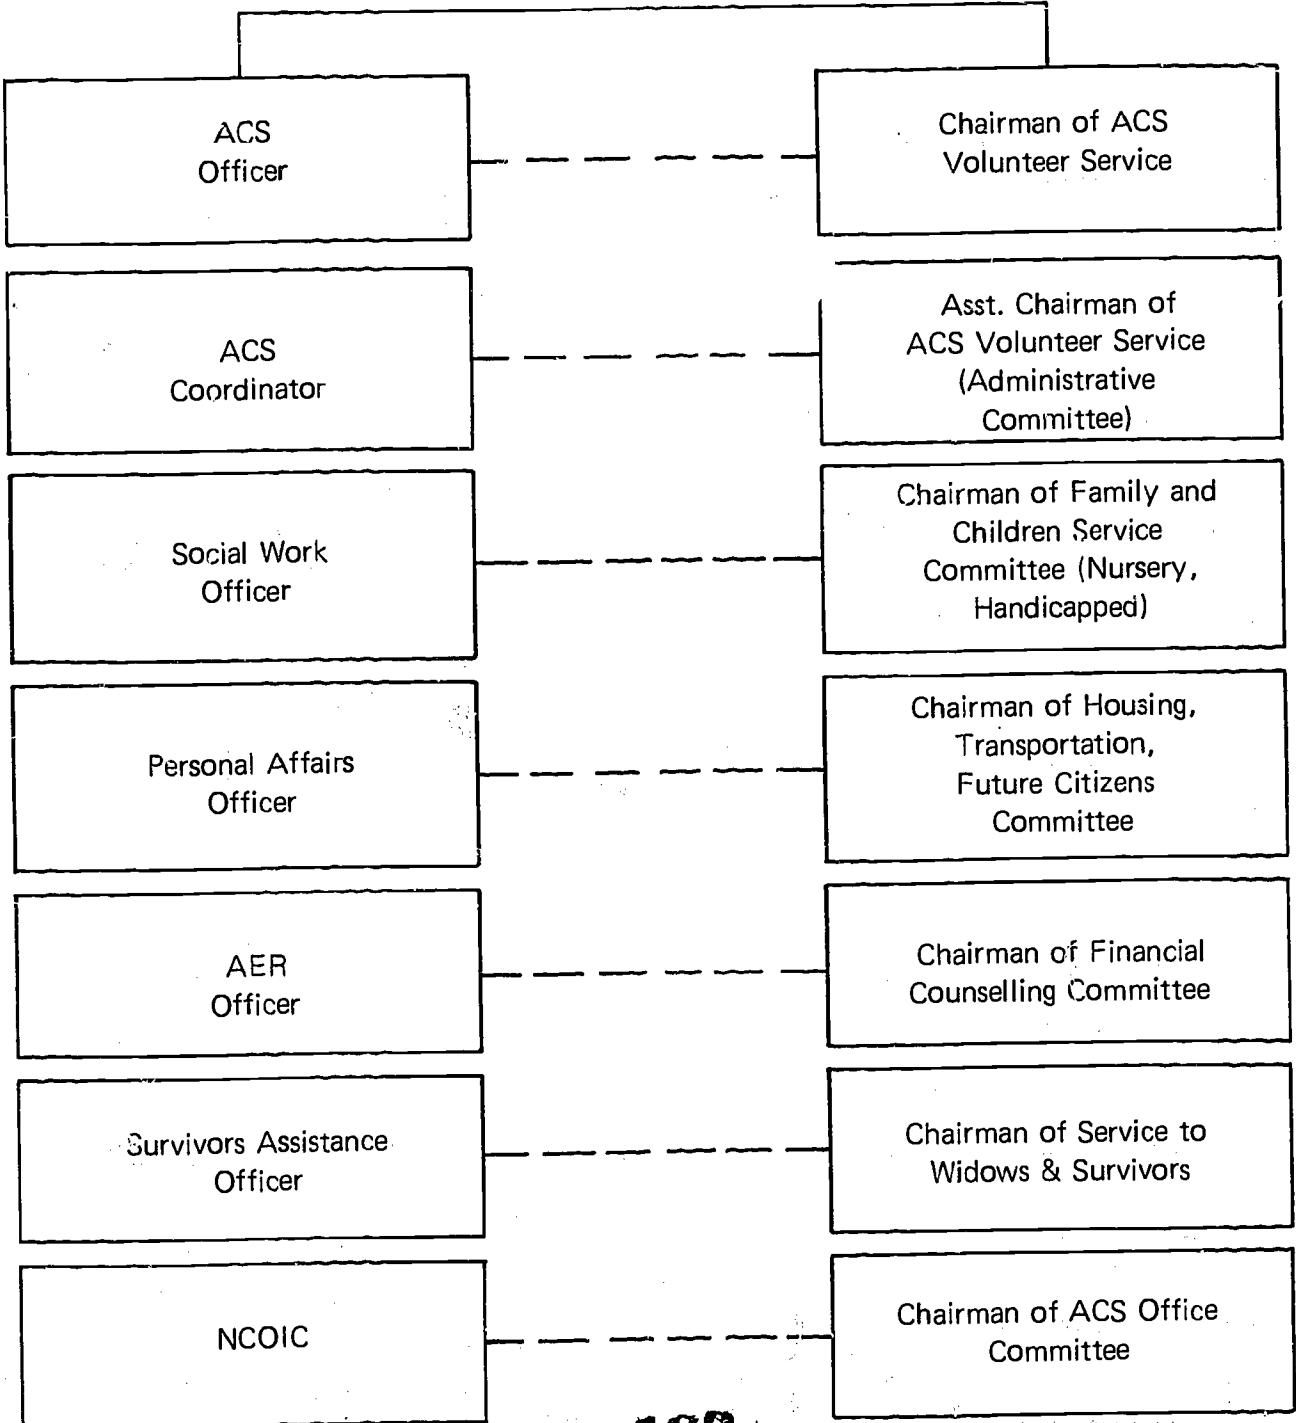 ACS
Officer
Chairman of ACS
Volunteer Service
ACS
Coordinator
Asst. Chairman of
ACS Volunteer Service
(Administrative
Committee)
Social Work
Officer
Chairman of Family and
Children Service
Committee (Nursery,
Handicapped)
Personal Affairs
Officer
Chairman of Housing,
Transportation,
Future Citizens
Committee
AER
Officer
Chairman of Financial
Counselling Committee
Survivors Assistance
Officer
Chairman of Service to
Widows & Survivors
NCOIC
Chairman of ACS Office
Committee